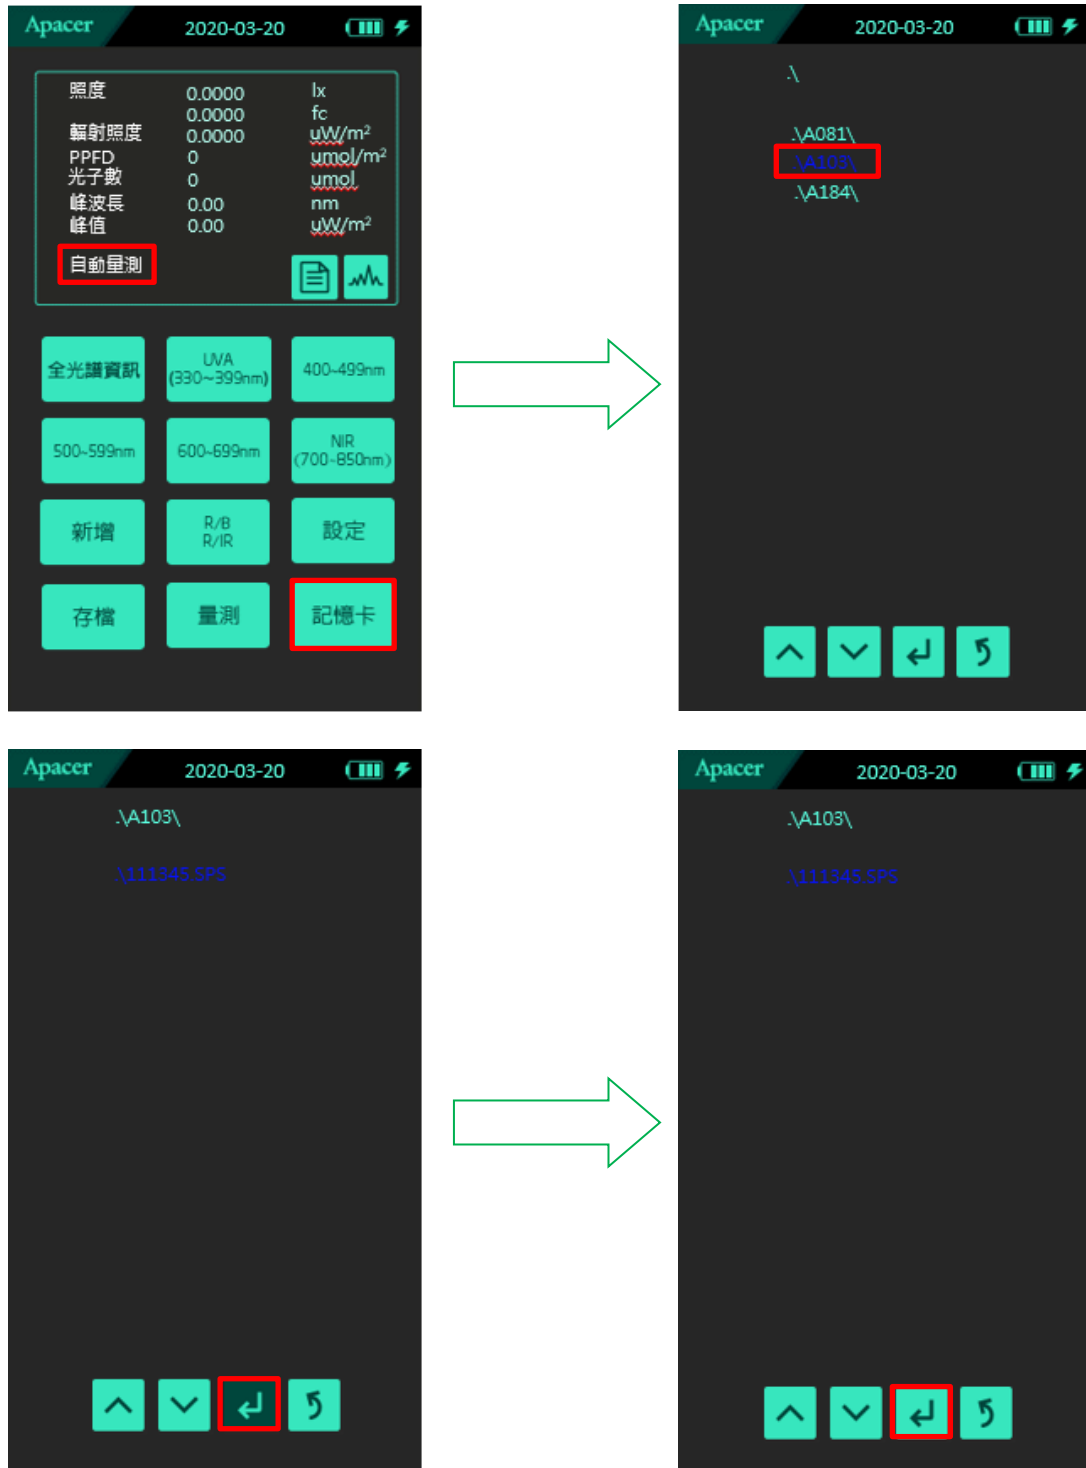 Apacer 2020-03-20
照度 0.0000 lx
0.0000 fc
輻射照度 0.0000 uW/m²
PPFD 0 umol/m²
光子數 0 umol
峰波長 0.00 nm
峰值 0.00 uW/m²
自動量測
全光譜資訊
UVA
(330~399nm)
400~499nm
500~599nm
600~699nm
NIR
(700~850nm)
新增
R/B
R/IR
設定
存檔
量測
記憶卡
Apacer 2020-03-20
.\
.\A081\
.\A103\
.\A184\
Apacer 2020-03-20
.\A103\
.\111345.SPS
Apacer 2020-03-20
.\A103\
.\111345.SPS